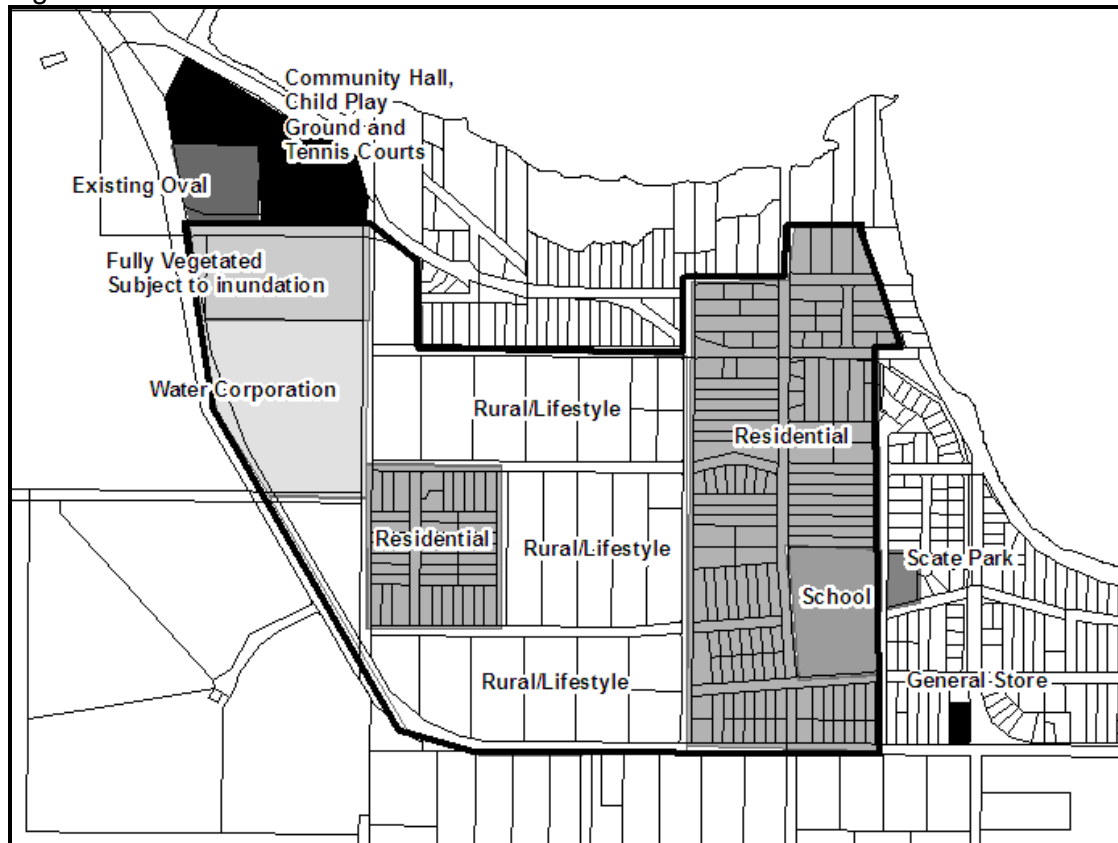 Community Hall,
Child Play
Ground and
Tennis Courts
Existing Oval
Fully Vegetated
Subject to inundation
Water Corporation
Rural/Lifestyle
Residential
Residential
Rural/Lifestyle
Scate Park
School
Rural/Lifestyle
General Store